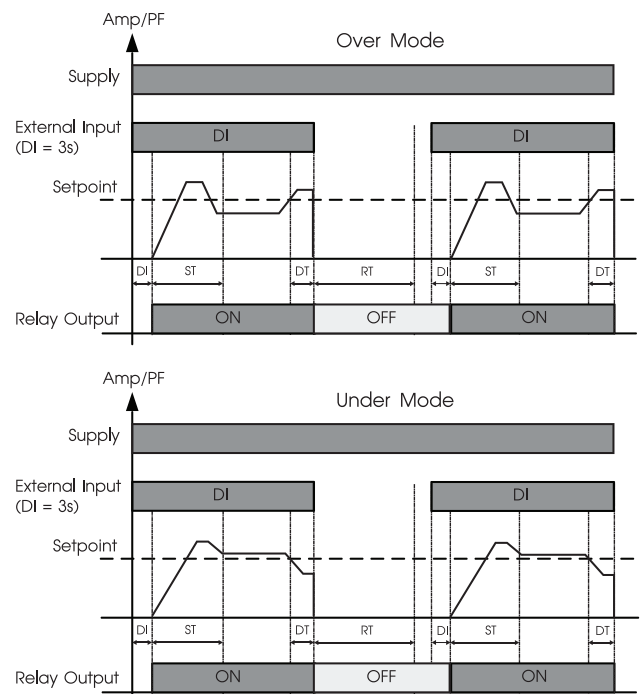 Amp/PF
Over Mode
Supply
External Input
(DI = 3s)
DI
DI
Setpoint
DI
ST
DT
RT
DI
ST
DT
Relay Output
ON
OFF
ON
Amp/PF
Under Mode
Supply
External Input
(DI = 3s)
DI
DI
Setpoint
DI
ST
DT
RT
DI
ST
DT
Relay Output
ON
OFF
ON